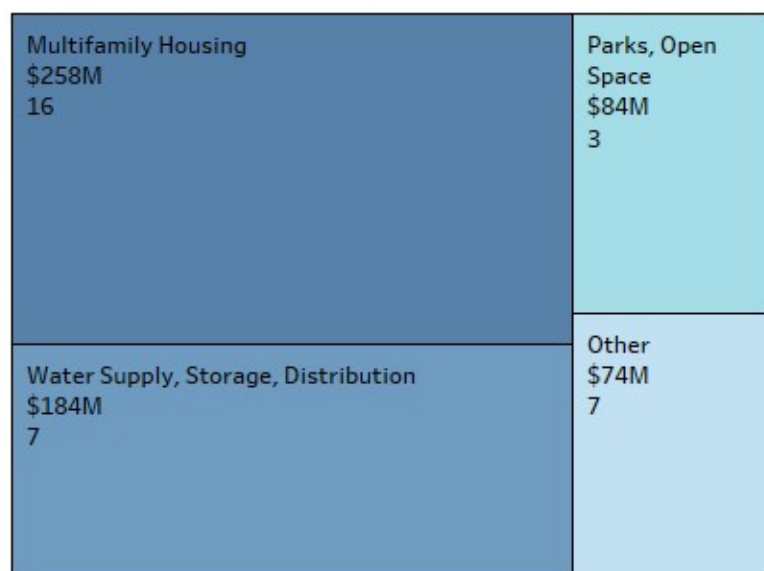 Multifamily Housing
$258M
16
Parks, Open
Space
$84M
3
Water Supply, Storage, Distribution
$184M
7
Other
$74M
7